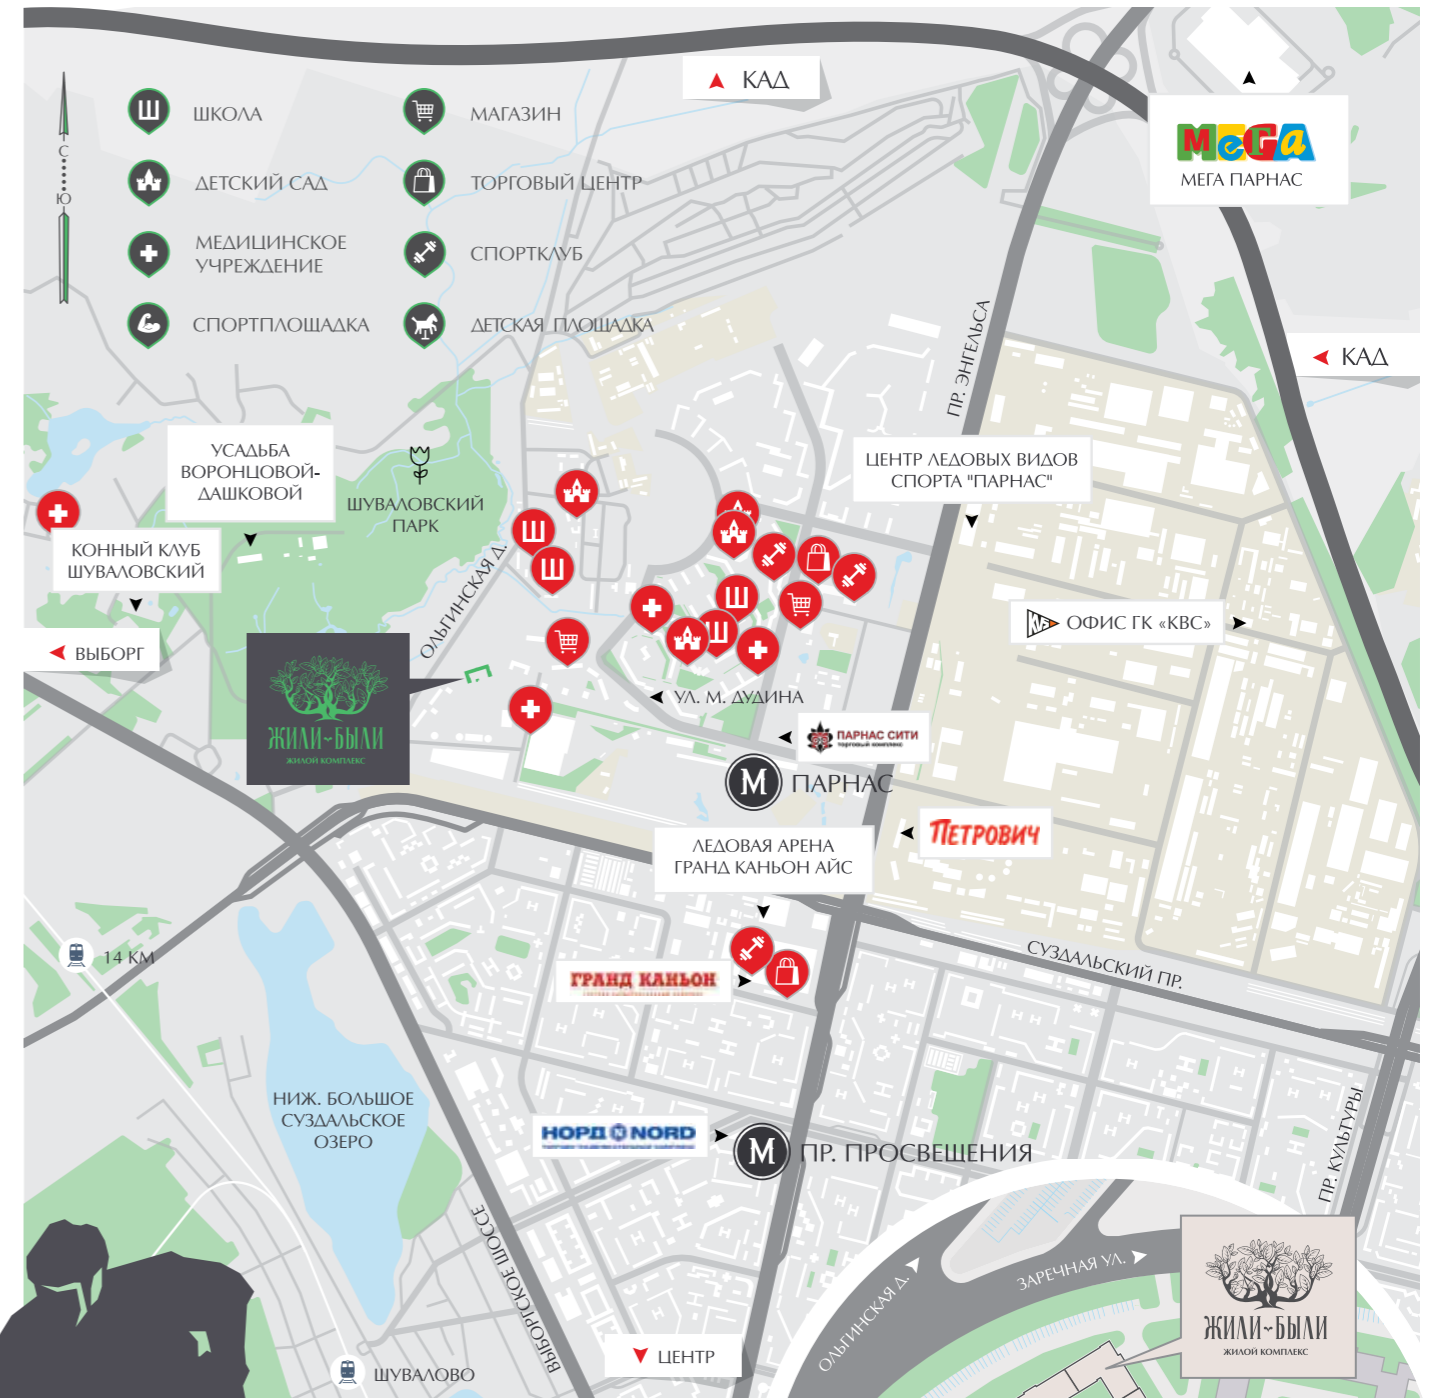 КАД
С
Ю
Ш
ШКОЛА
МАГАЗИН
ДЕТСКИЙ САД
ТОРГОВЫЙ ЦЕНТР
МЕДИЦИНСКОЕ
УЧРЕЖДЕНИЕ
СПОРТКЛУБ
СПОРТПЛОЩАДКА
ДЕТСКАЯ ПЛОЩАДКА
МЕГА
МЕГА ПАРНАС
КАД
ПР. ЭНГЕЛЬСА
УСАДЬБА
ВОРОНЦОВОЙ-
ДАШКОВОЙ
ШУВАЛОВСКИЙ
ПАРК
ЦЕНТР ЛЕДОВЫХ ВИДОВ
СПОРТА "ПАРНАС"
КОННЫЙ КЛУБ
ШУВАЛОВСКИЙ
ОЛЬГИНСКАЯ Д.
Ш
Ш
Ш
Ш
КВС
ОФИС ГК «КВС»
ВЫБОРГ
ЖИЛИ~БЫЛИ
ЖИЛОЙ КОМПЛЕКС
УЛ. М. ДУДИНА
ПАРНАС СИТИ
торговый комплекс
М
ПАРНАС
ПЕТРОВИЧ
ЛЕДОВАЯ АРЕНА
ГРАНД КАНЬОН АЙС
14 КМ
ГРАНД КАНЬОН
СУЗДАЛЬСКИЙ ПР.
НИЖ. БОЛЬШОЕ
СУЗДАЛЬСКОЕ
ОЗЕРО
НОРД N NORD
М
ПР. ПРОСВЕЩЕНИЯ
ПР. КУЛЬТУРЫ
ВЫБОРГСКОЕ ШОССЕ
ОЛЬГИНСКАЯ Д.
ЗАРЕЧНАЯ УЛ.
ЖИЛИ~БЫЛИ
ЖИЛОЙ КОМПЛЕКС
ЦЕНТР
ШУВАЛОВО